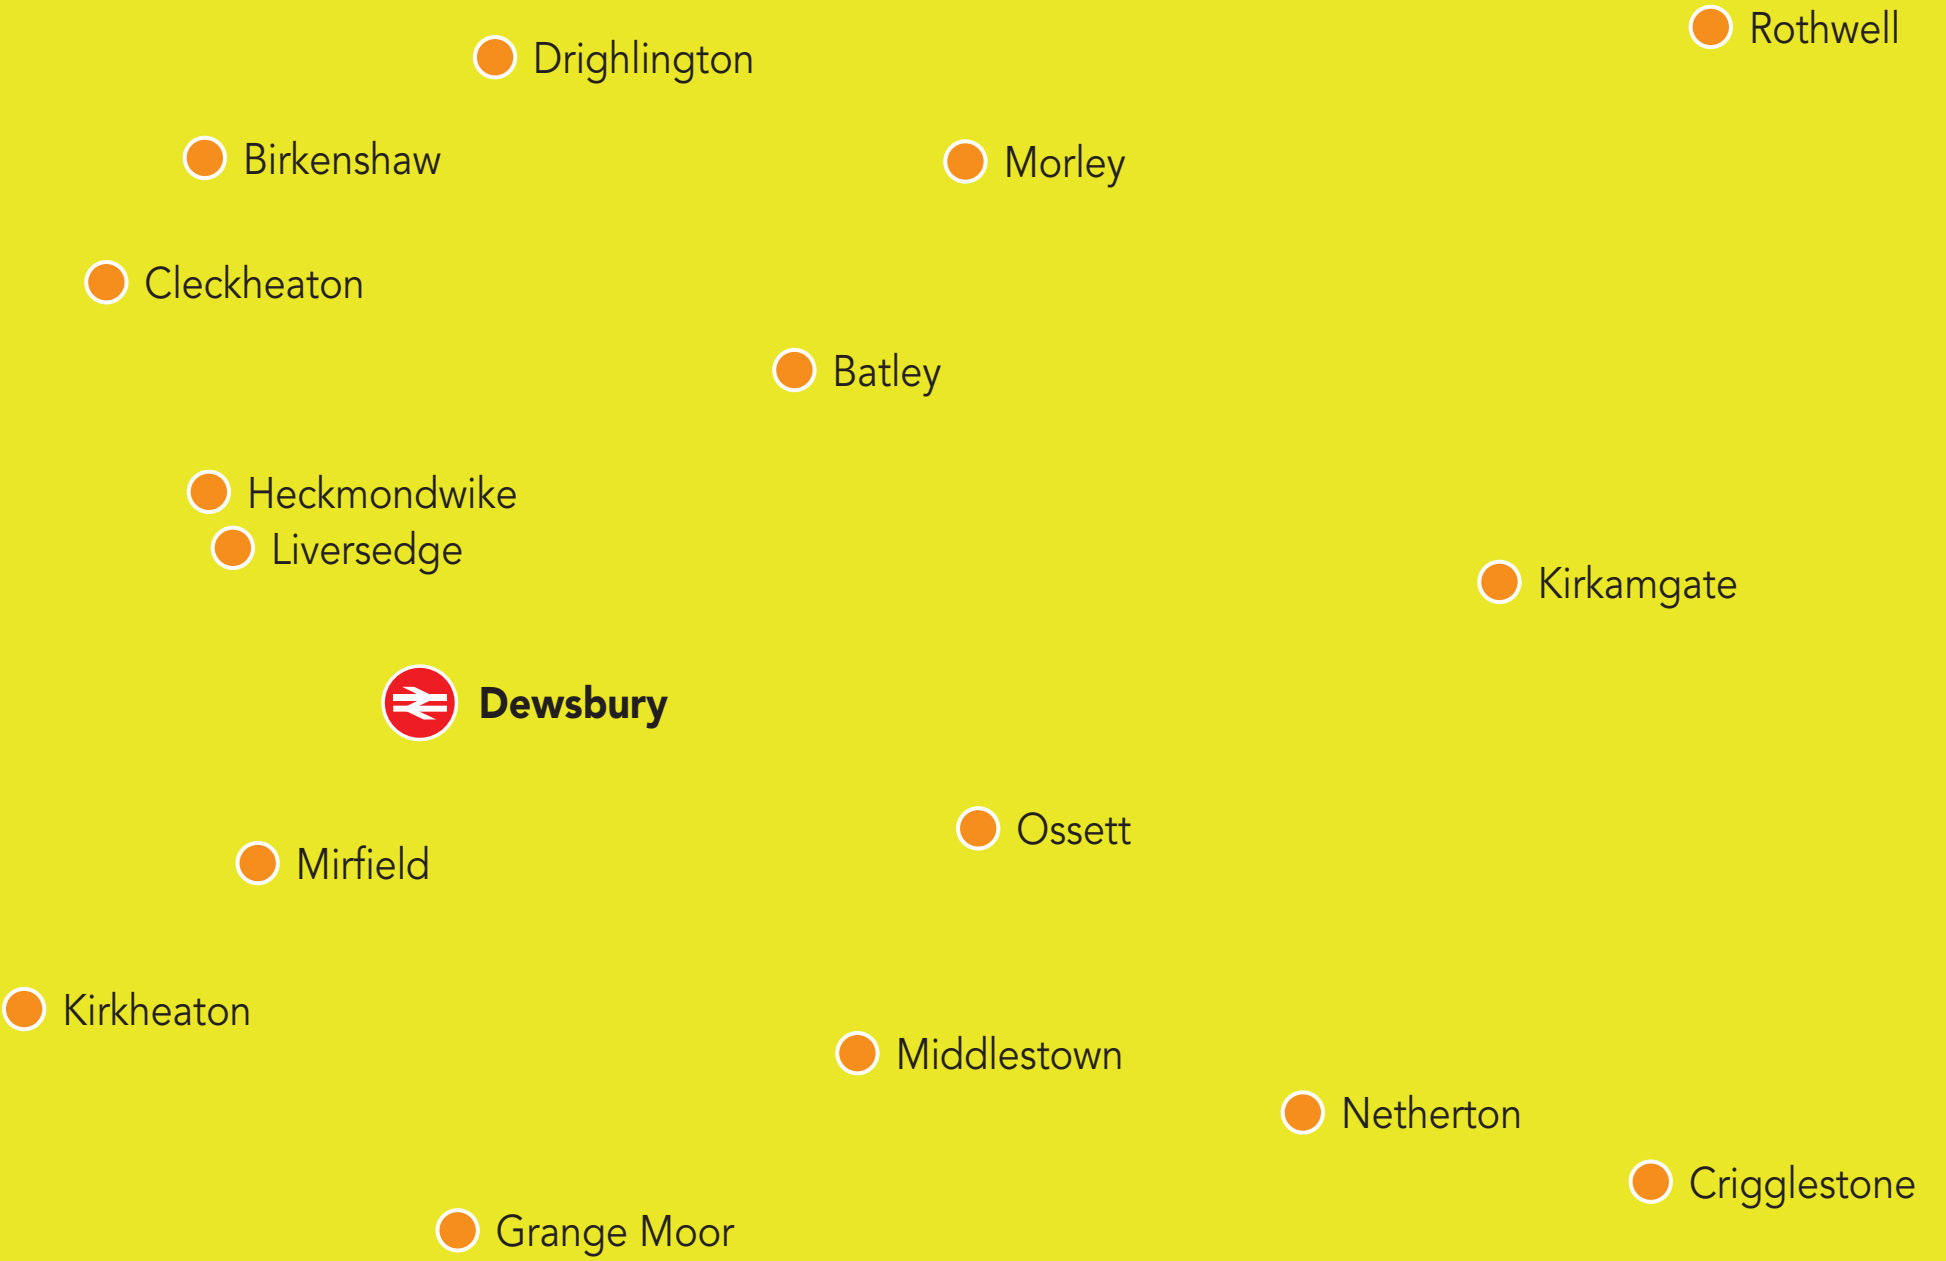 Rothwell
Drighlington
Birkenshaw
Morley
Cleckheaton
Batley
Heckmondwike
Liversedge
Kirkamgate
Dewsbury
Ossett
Mirfield
Kirkheaton
Middlestown
Netherton
Crigglestone
Grange Moor